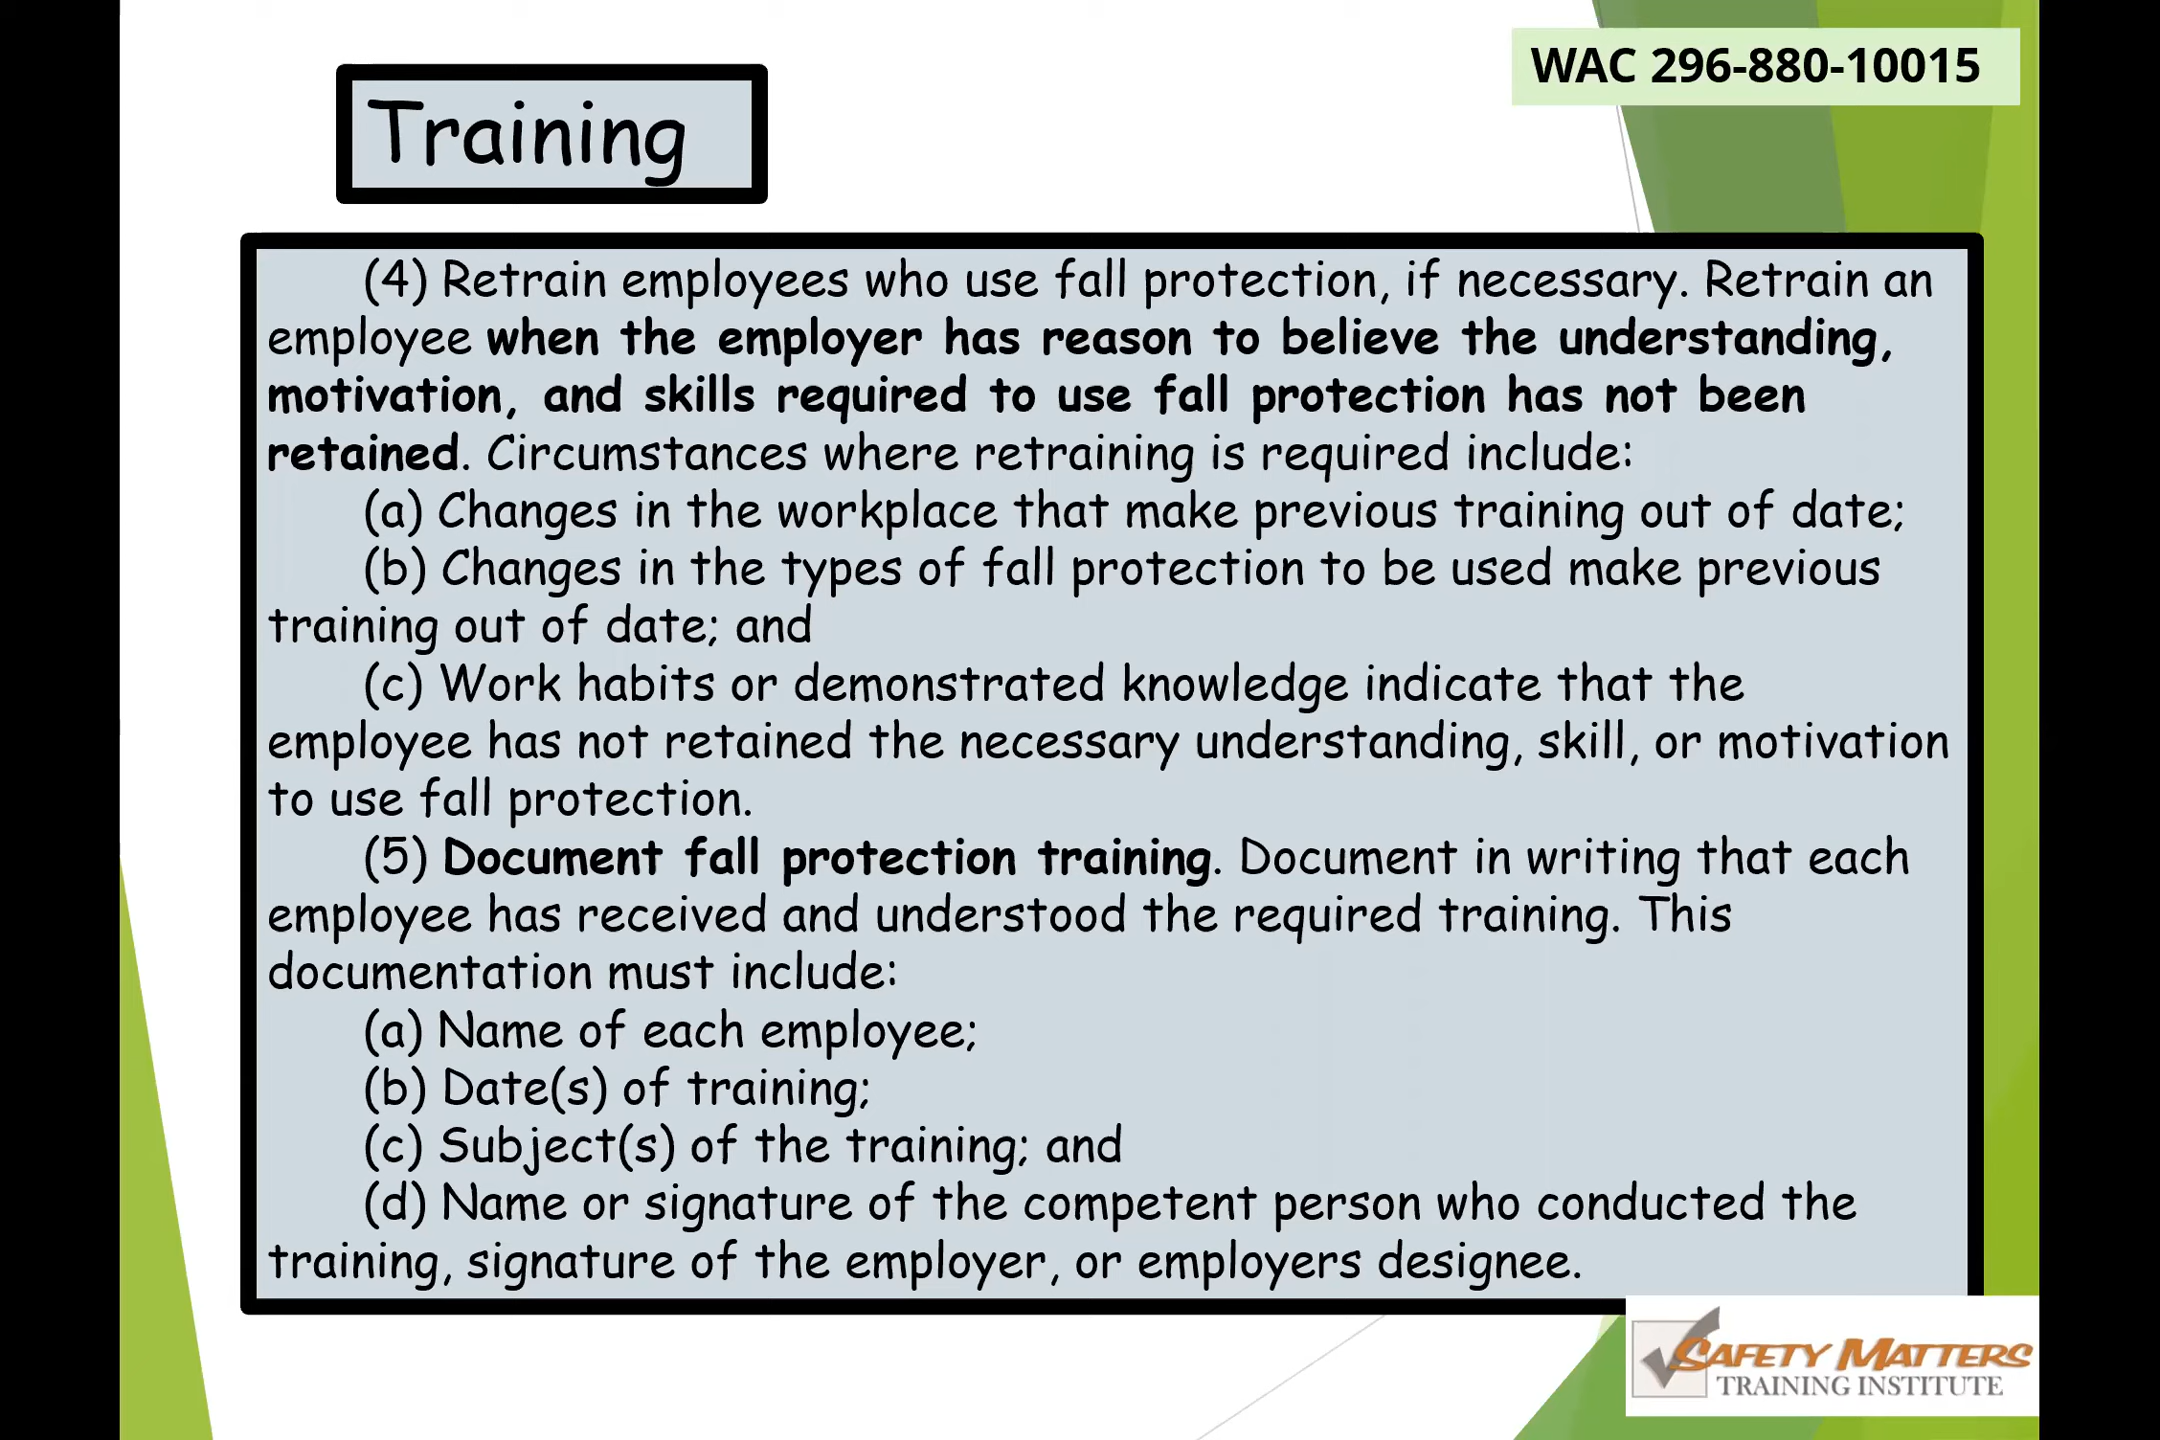 WAC 296-880-10015
Training
(4) Retrain employees who use fall protection, if necessary. Retrain an
employee when the employer has reason to believe the understanding,
motivation, and skills required to use fall protection has not been
retained. Circumstances where retraining is required include:
(a) Changes in the workplace that make previous training out of date;
(b) Changes in the types of fall protection to be used make previous
training out of date; and
(c) Work habits or demonstrated knowledge indicate that the
employee has not retained the necessary understanding, skill, or motivation
to use fall protection.
(5) Document fall protection training. Document in writing that each
employee has received and understood the required training. This
documentation must include:
(a) Name of each employee;
(b) Date(s) of training;
(c) Subject(s) of the training; and
(d) Name or signature of the competent person who conducted the
training, signature of the employer, or employers designee.
SAFETY MATTERS
TRAINING INSTITUTE